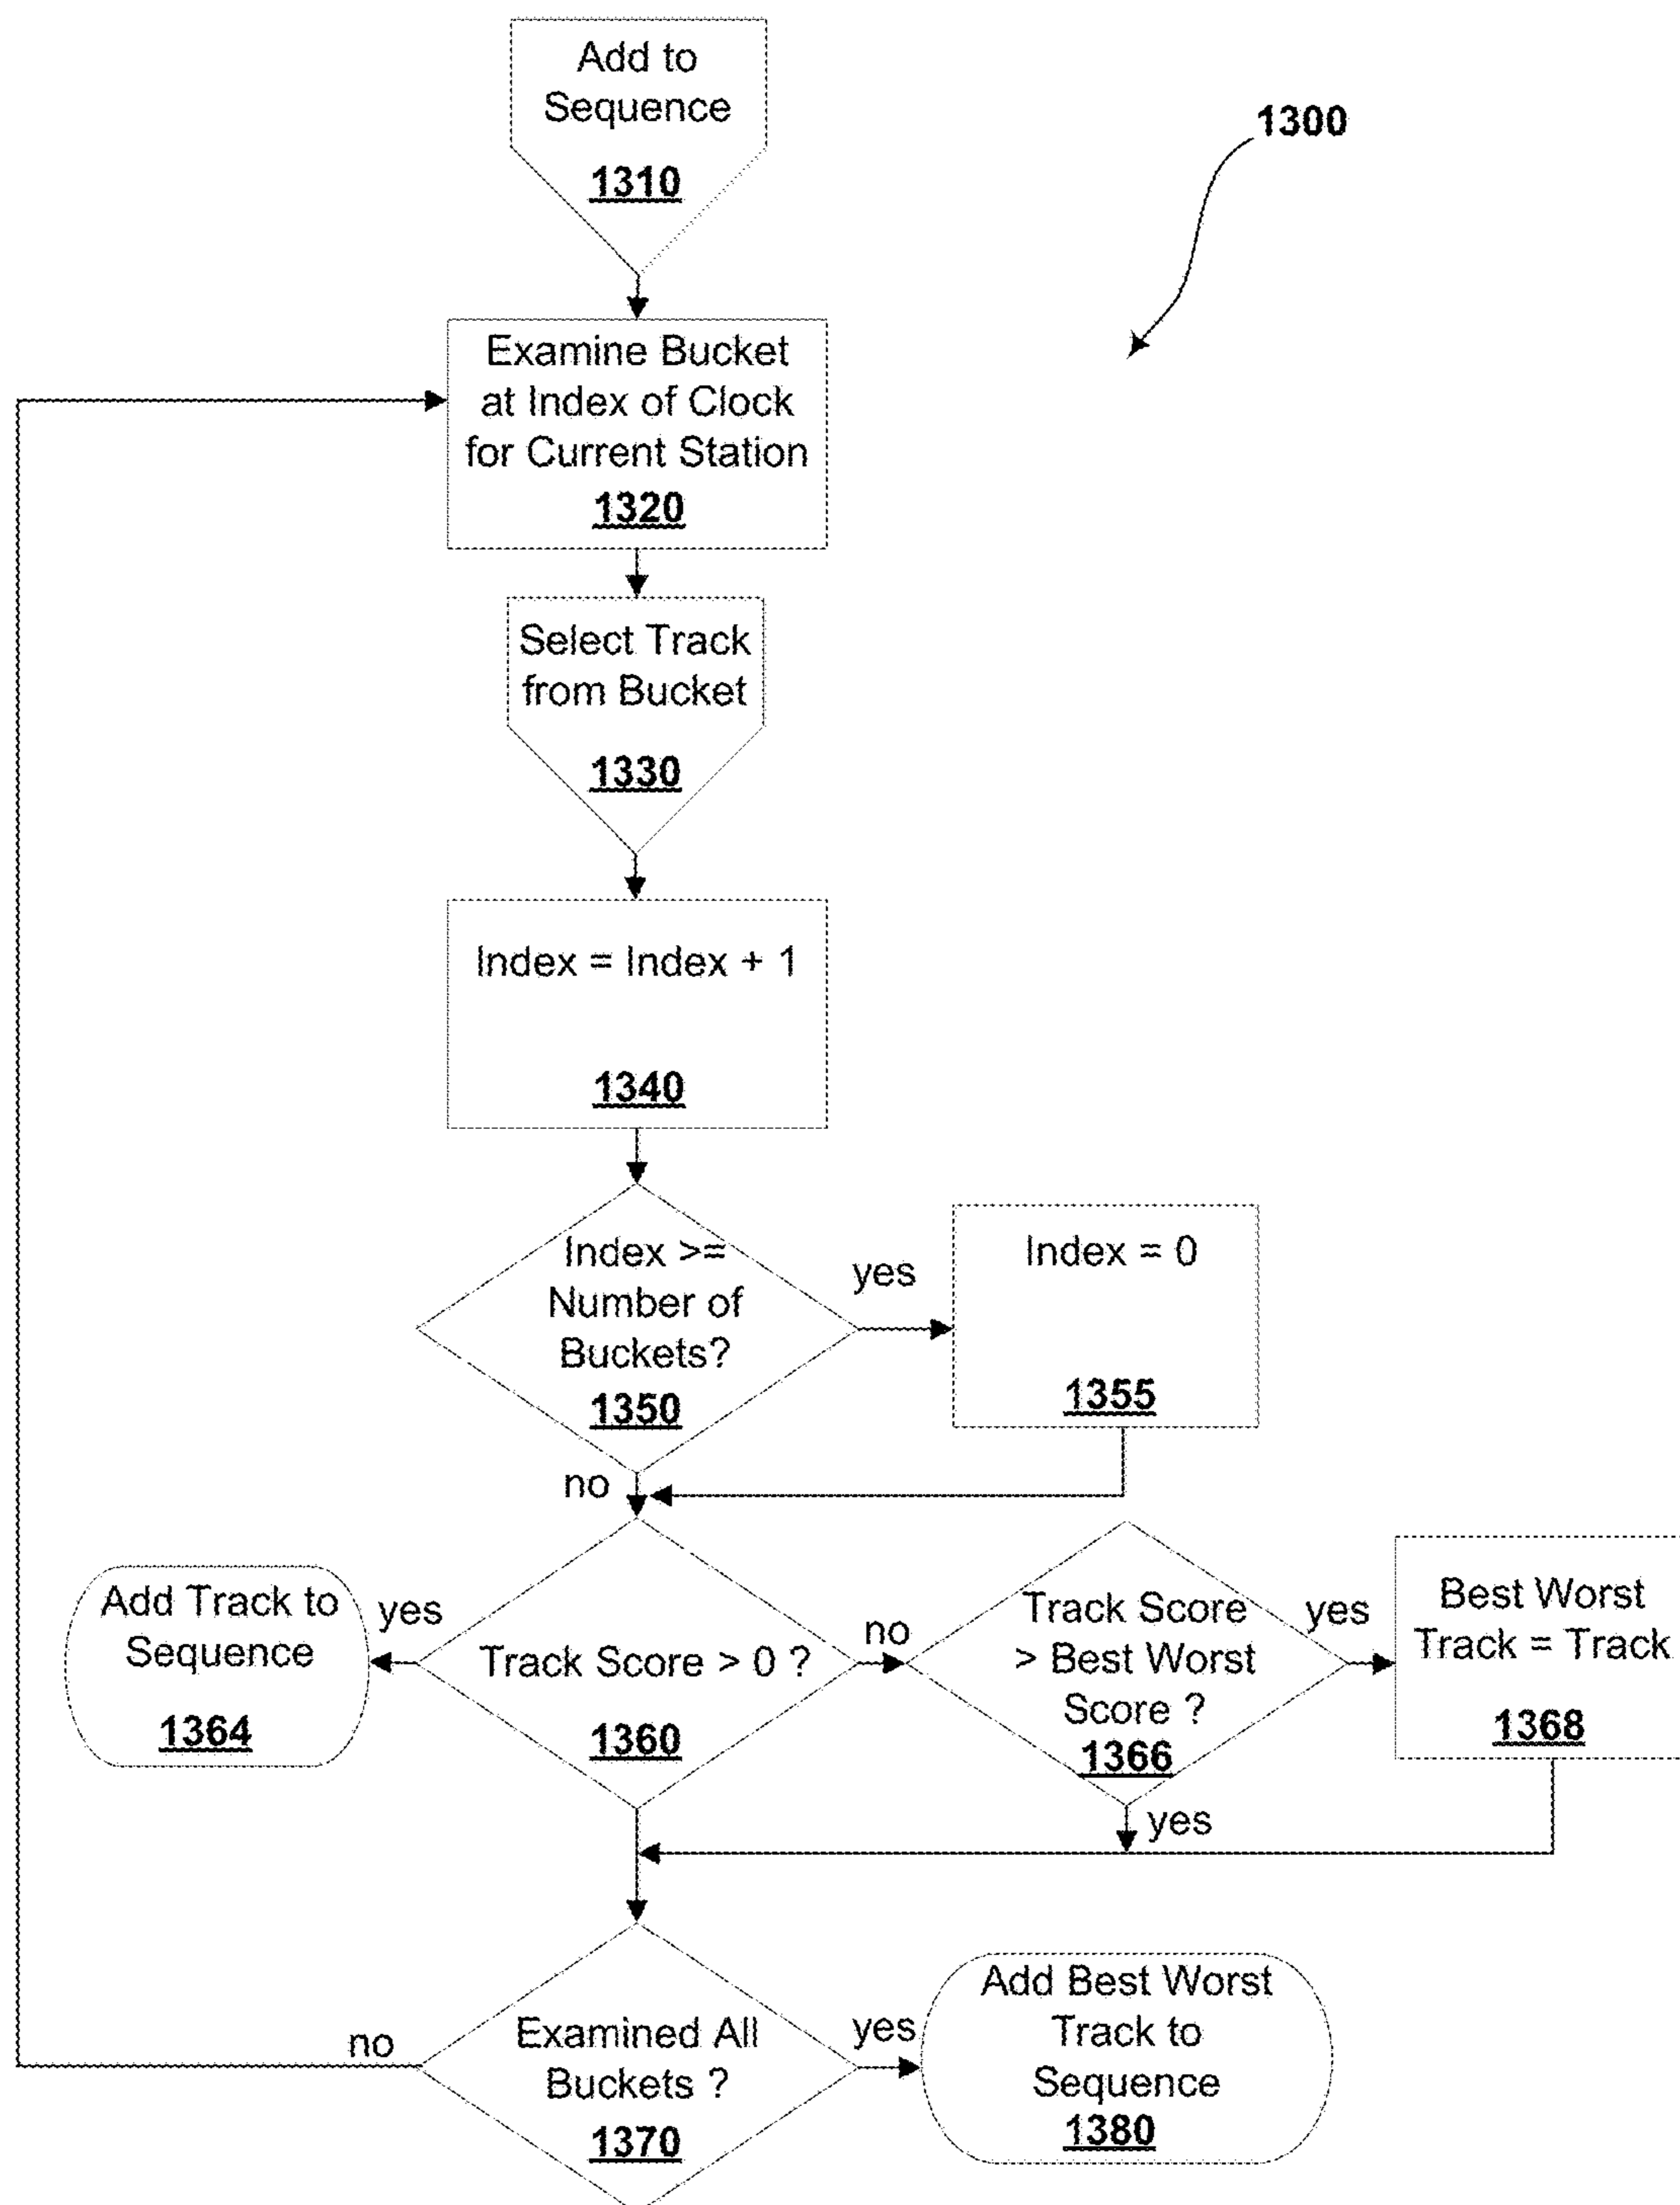 Add to
Sequence
1310
1300
Examine Bucket
at Index of Clock
for Current Station
1320
Select Track
from Bucket
1330
Index = Index + 1
1340
Index >=
Number of
Buckets?
1350
yes
Index = 0
1355
no
Add Track to
Sequence
1364
yes
Track Score > 0 ?
1360
no
Track Score
> Best Worst
Score ?
1366
yes
Best Worst
Track = Track
1368
yes
no
Examined All
Buckets ?
1370
yes
Add Best Worst
Track to
Sequence
1380